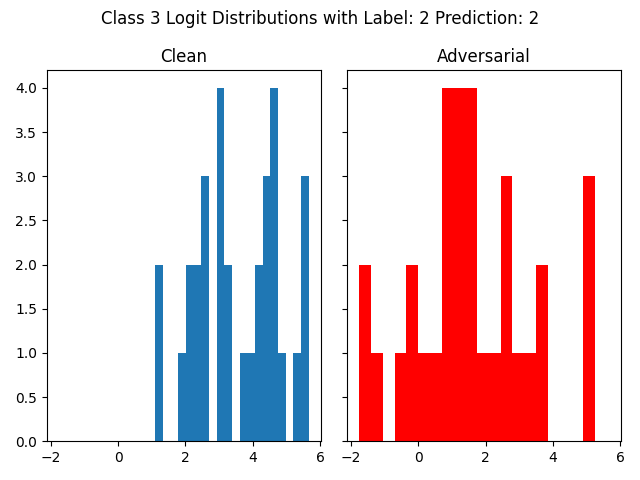 Class 3 Logit Distributions with Label: 2 Prediction: 2
Clean
Adversarial
4.0
3.5
3.0
2.5
2.0
1.5
1.0
0.5
0.0
−2 0 2 4 6
−2 0 2 4 6